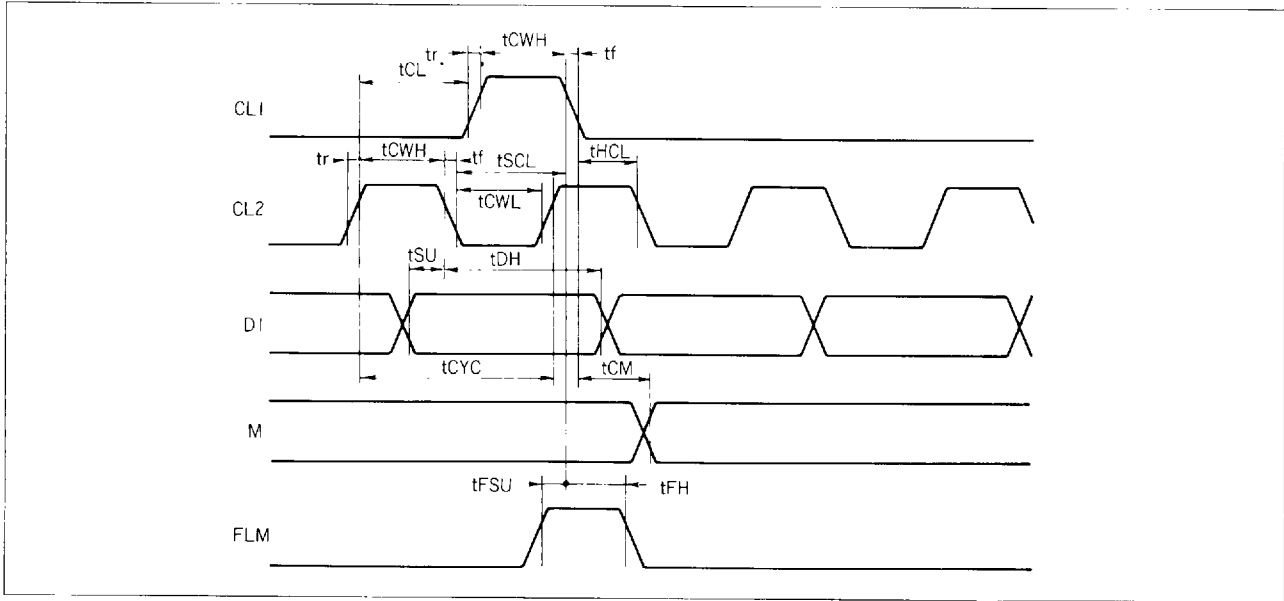 tr tCWH tf
tCL
CL1
tr tCWH tf tSCL tHCL
CL2
tCWL
tSU tDH
D1
tCYC tCM
M
tFSU tFH
FLM